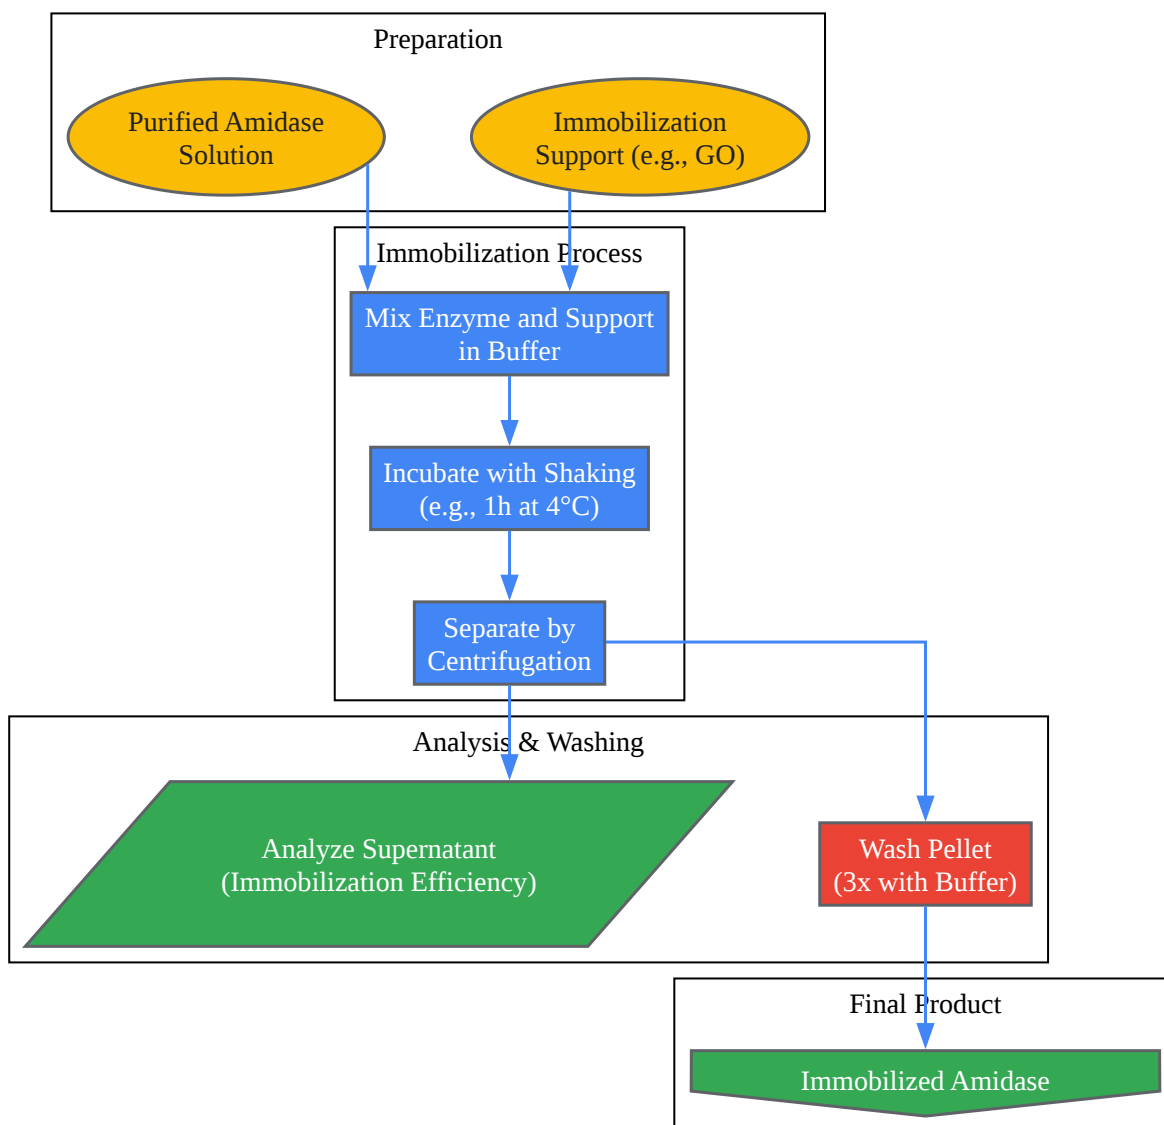 Preparation
Purified Amidase
Solution
Immobilization
Support (e.g., GO)
Immobilization Process
Mix Enzyme and Support
in Buffer
Incubate with Shaking
(e.g., 1h at 4°C)
Separate by
Centrifugation
Analysis & Washing
Analyze Supernatant
(Immobilization Efficiency)
Wash Pellet
(3x with Buffer)
Final Product
Immobilized Amidase